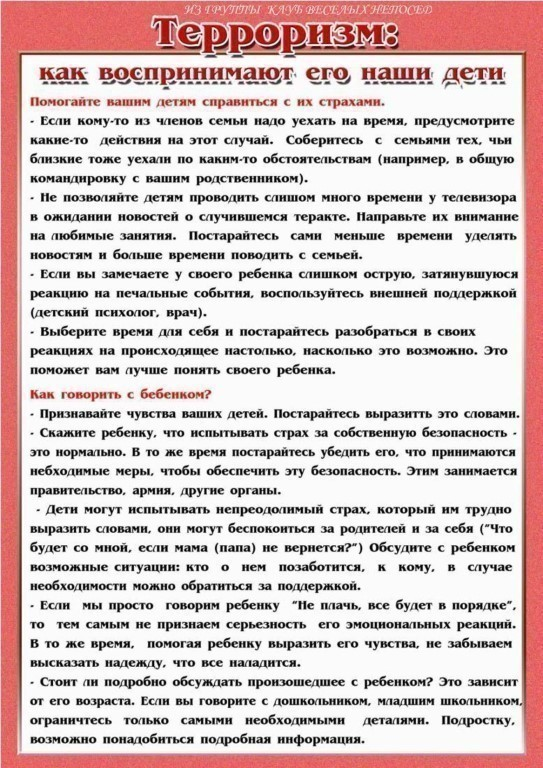 ИЗ ГРУППЫ КЛУБ ВЕСЕЛЫХ НЕПОСЕД
Терроризм:
как воспринимают его наши дети
Помогайте вашим детям справиться с их страхами.
- Если кому-то из членов семьи надо уехать на время, предусмотрите
какие-то действия на этот случай. Соберитесь с семьями тех, чьи
близкие тоже уехали по каким-то обстоятельствам (например, в общую
командировку с вашим родственником).
- Не позволяйте детям проводить слишком много времени у телевизора
в ожидании новостей о случившемся теракте. Направьте их внимание
на любимые занятия. Постарайтесь сами меньше времени уделять
новостям и больше времени поводить с семьей.
- Если вы замечаете у своего ребенка слишком острую, затянувшуюся
реакцию на печальные события, воспользуйтесь внешней поддержкой
(детский психолог, врач).
- Выберите время для себя и постарайтесь разобраться в своих
реакциях на происходящее настолько, насколько это возможно. Это
поможет вам лучше понять своего ребенка.
Как говорить с бебенком?
- Признавайте чувства ваших детей. Постарайтесь выразитть это словами.
- Скажите ребенку, что испытывать страх за собственную безопасность -
это нормально. В то же время постарайтесь убедить его, что принимаются
небходимые меры, чтобы обеспечить эту безопасность. Этим занимается
правительство, армия, другие органы.
- Дети могут испытывать непреодолимый страх, который им трудно
выразить словами, они могут беспокоиться за родителей и за себя ("Что
будет со мной, если мама (папа) не вернется?") Обсудите с ребенком
возможные ситуации: кто о нем позаботится, к кому, в случае
необходимости можно обратиться за поддержкой.
- Если мы просто говорим ребенку "Не плачь, все будет в порядке",
то тем самым не признаем серьезность его эмоциональных реакций.
В то же время, помогая ребенку выразить его чувства, не забываем
высказать надежду, что все наладится.
- Стоит ли подробно обсуждать произошедшее с ребенком? Это зависит
от его возраста. Если вы говорите с дошкольником, младшим школьником,
ограничтесь только самыми необходимыми деталями. Подростку,
возможно понадобиться подробная информация.